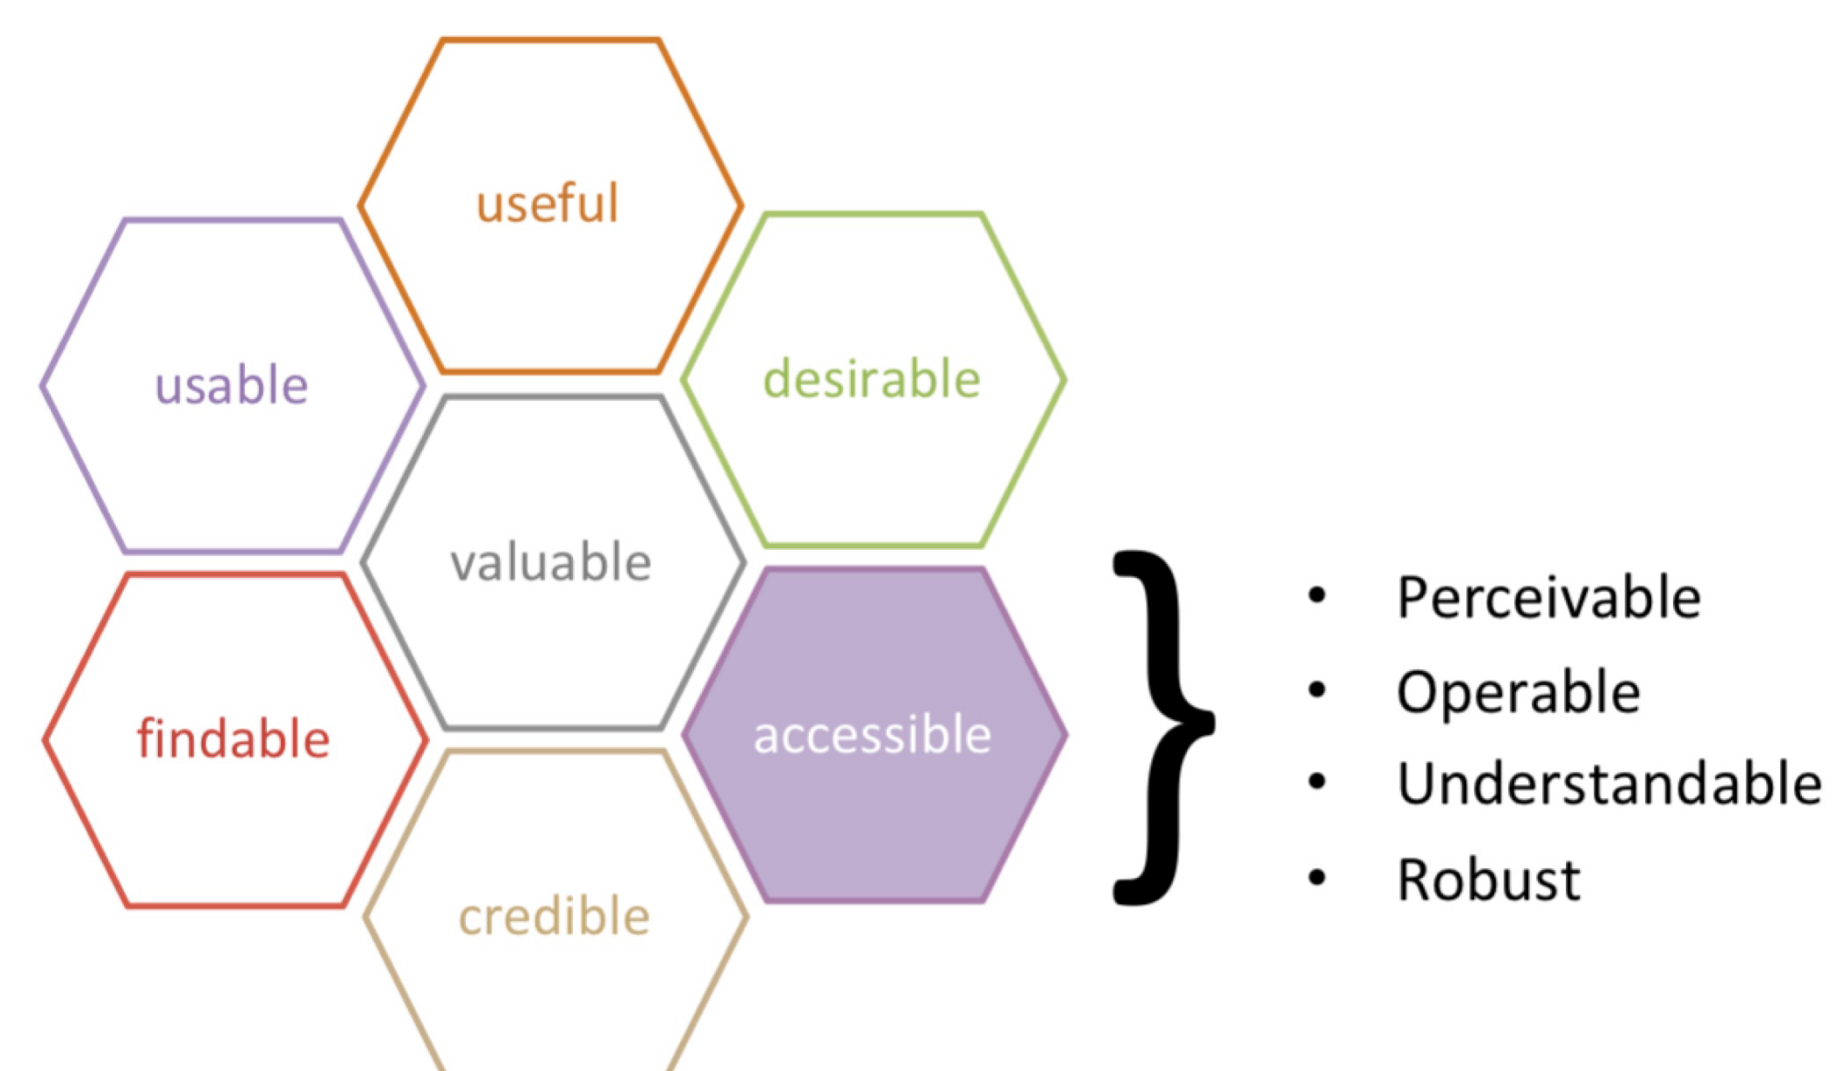 useful
usable
desirable
valuable
findable
accessible
credible
• Perceivable
• Operable
• Understandable
• Robust